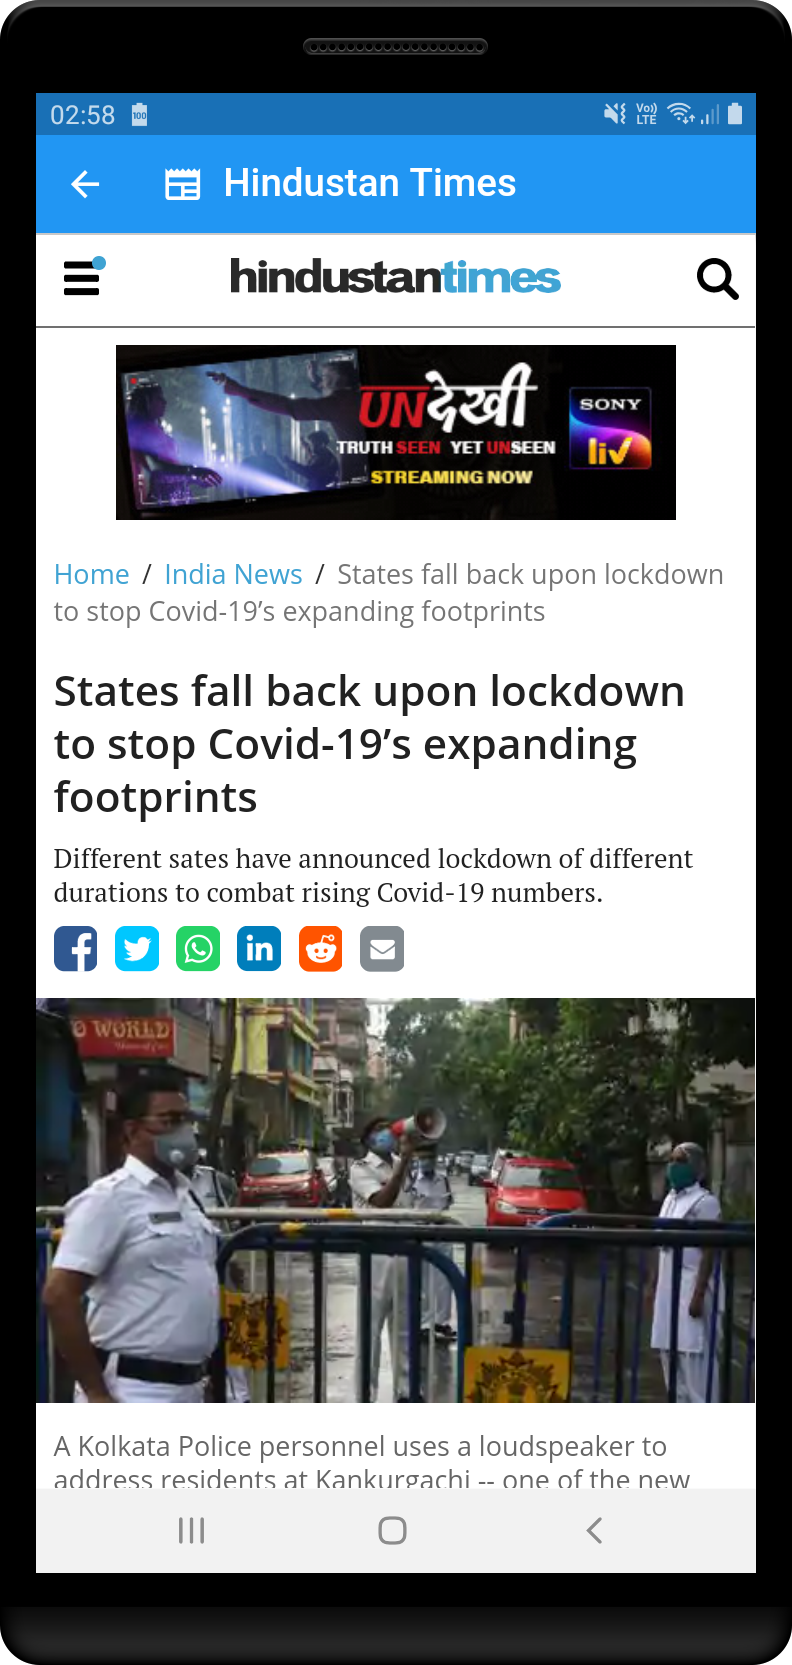 02:58
100
Vo))
LTE
Hindustan Times
hindustantimes
UNदेखी
TRUTH SEEN YET UNSEEN
STREAMING NOW
SONY
liv
Home / India News / States fall back upon lockdown
to stop Covid-19’s expanding footprints
States fall back upon lockdown
to stop Covid-19’s expanding
footprints
Different sates have announced lockdown of different
durations to combat rising Covid-19 numbers.
WORLD
A Kolkata Police personnel uses a loudspeaker to
address residents at Kankurgachi -- one of the new